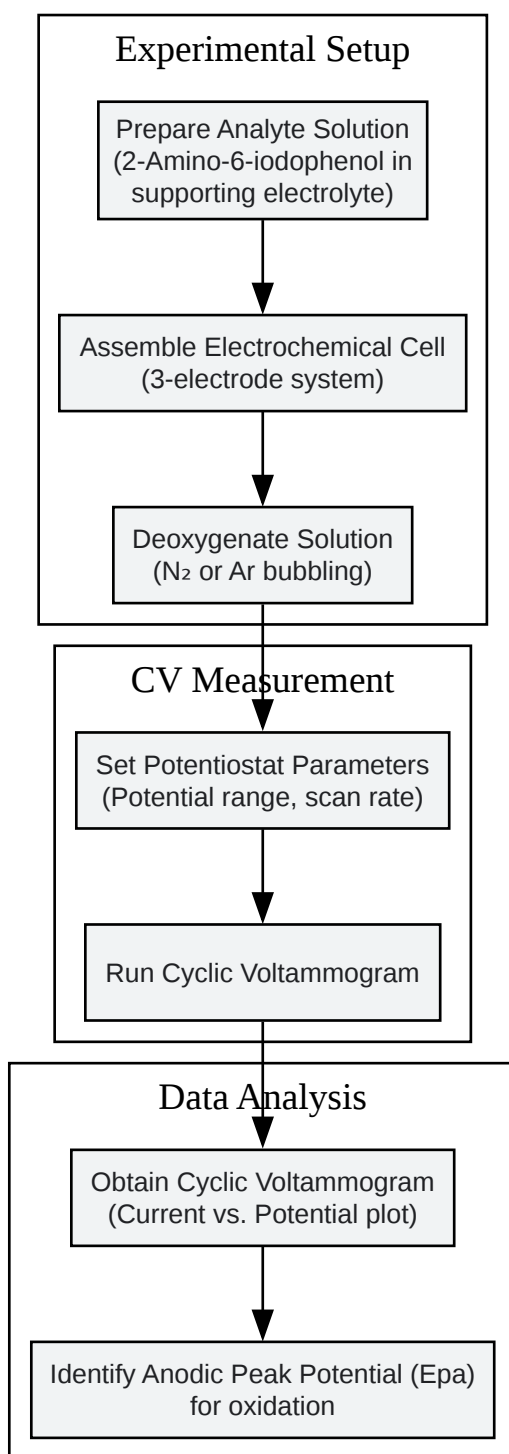 Experimental Setup
Prepare Analyte Solution
(2-Amino-6-iodophenol in
supporting electrolyte)
Assemble Electrochemical Cell
(3-electrode system)
Deoxygenate Solution
(N₂ or Ar bubbling)
CV Measurement
Set Potentiostat Parameters
(Potential range, scan rate)
Run Cyclic Voltammogram
Data Analysis
Obtain Cyclic Voltammogram
(Current vs. Potential plot)
Identify Anodic Peak Potential (Epa)
for oxidation